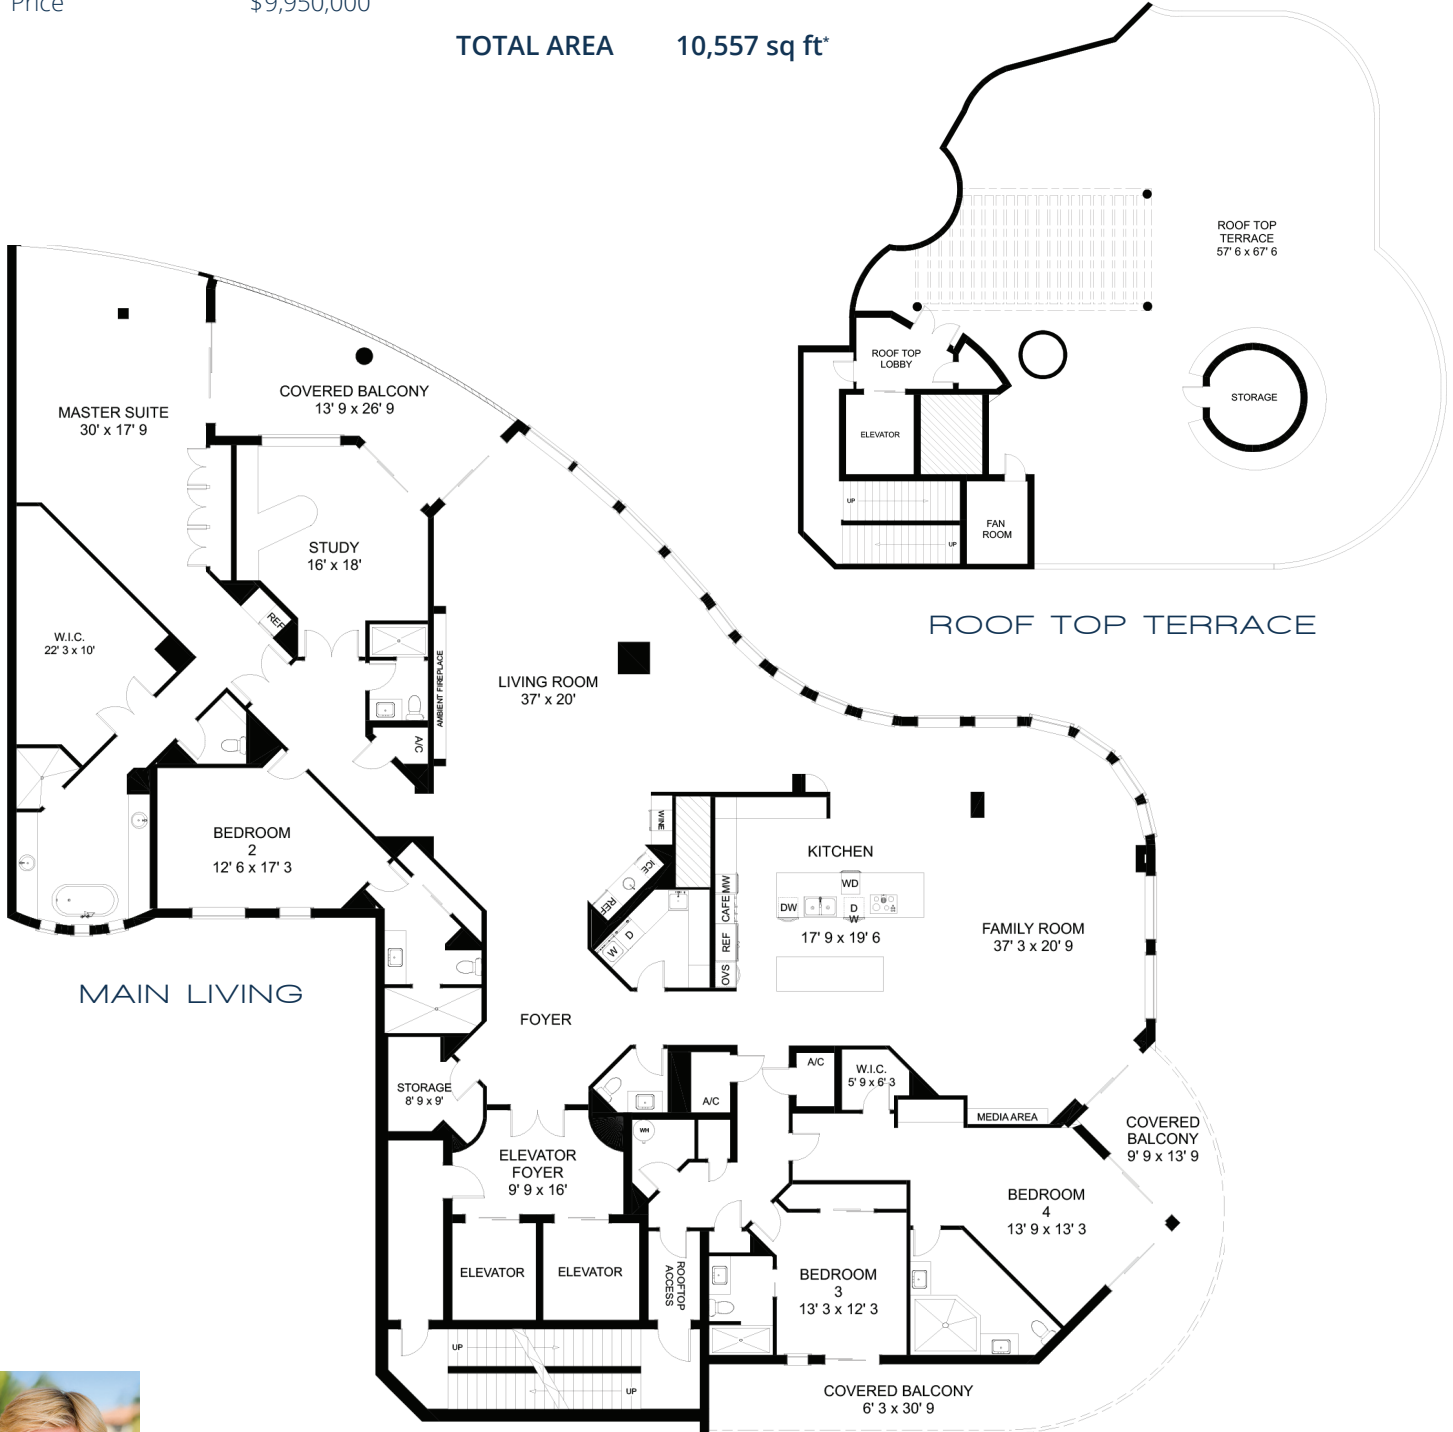 Price $9,950,000
TOTAL AREA 10,557 sq ft*
ROOF TOP
TERRACE
57' 6 x 67' 6
ROOF TOP
LOBBY
ELEVATOR
STORAGE
UP
UP
FAN
ROOM
ROOF TOP TERRACE
MASTER SUITE
30' x 17' 9
COVERED BALCONY
13' 9 x 26' 9
STUDY
16' x 18'
REF
W.I.C.
22' 3 x 10'
AMBIENT FIREPLACE
A/C
LIVING ROOM
37' x 20'
BEDROOM
2
12' 6 x 17' 3
WINE
ICE
REF
W
D
KITCHEN
17' 9 x 19' 6
MW
CAFE
REF
OVS
WD
DW
D
W
FAMILY ROOM
37' 3 x 20' 9
MAIN LIVING
FOYER
STORAGE
8' 9 x 9'
A/C
A/C
W.I.C.
5' 9 x 6' 3
MEDIA AREA
COVERED
BALCONY
9' 9 x 13' 9
WH
ELEVATOR
FOYER
9' 9 x 16'
ELEVATOR
ELEVATOR
ROOFTOP
ACCESS
BEDROOM
3
13' 3 x 12' 3
BEDROOM
4
13' 9 x 13' 3
UP
UP
COVERED BALCONY
6' 3 x 30' 9